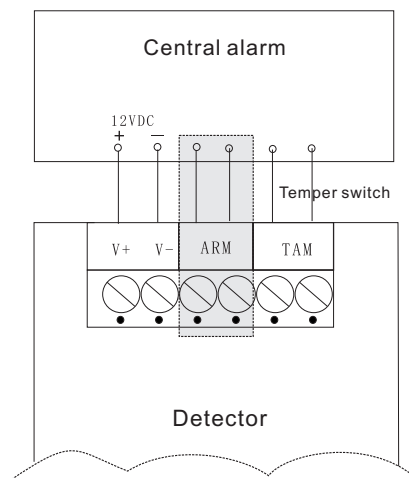 Central alarm
12VDC
+ —
Temper switch
V+ V- ARM TAM
Detector